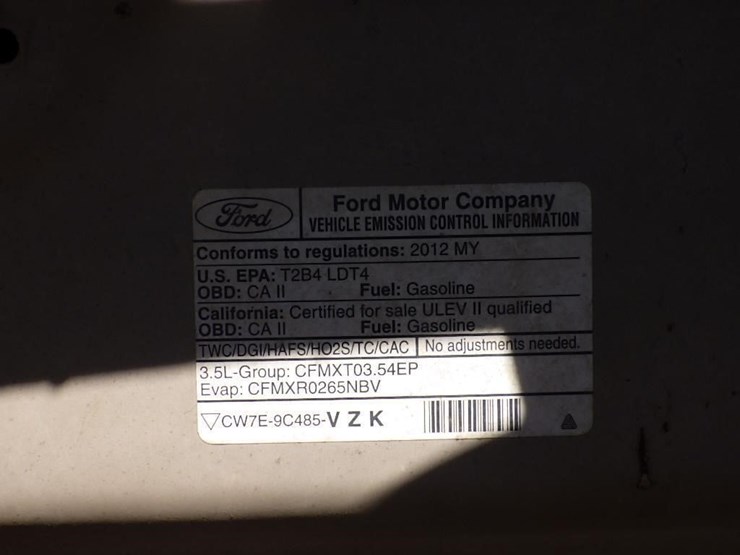 Ford
Ford Motor Company
VEHICLE EMISSION CONTROL INFORMATION
Conforms to regulations: 2012 MY
U.S. EPA: T2B4 LDT4
OBD: CA II Fuel: Gasoline
California: Certified for sale ULEV II qualified
OBD: CA II Fuel: Gasoline
TWC/DGI/HAFS/HO2S/TC/CAC No adjustments needed.
3.5L-Group: CFMXT03.54EP
Evap: CFMXR0265NBV
CW7E-9C485-V Z K